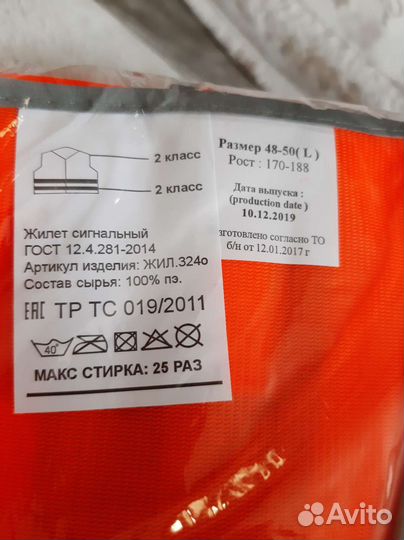 2 класс
2 класс
Жилет сигнальный
ГОСТ 12.4.281-2014
Артикул изделия: ЖИЛ.324о
Состав сырья: 100% пэ.
EAC ТР ТС 019/2011
40°
МАКС СТИРКА: 25 РАЗ
Размер 48-50( L )
Рост : 170-188
Дата выпуска :
(production date )
10.12.2019
зготовлено согласно ТО
б/н от 12.01.2017 г
Avito